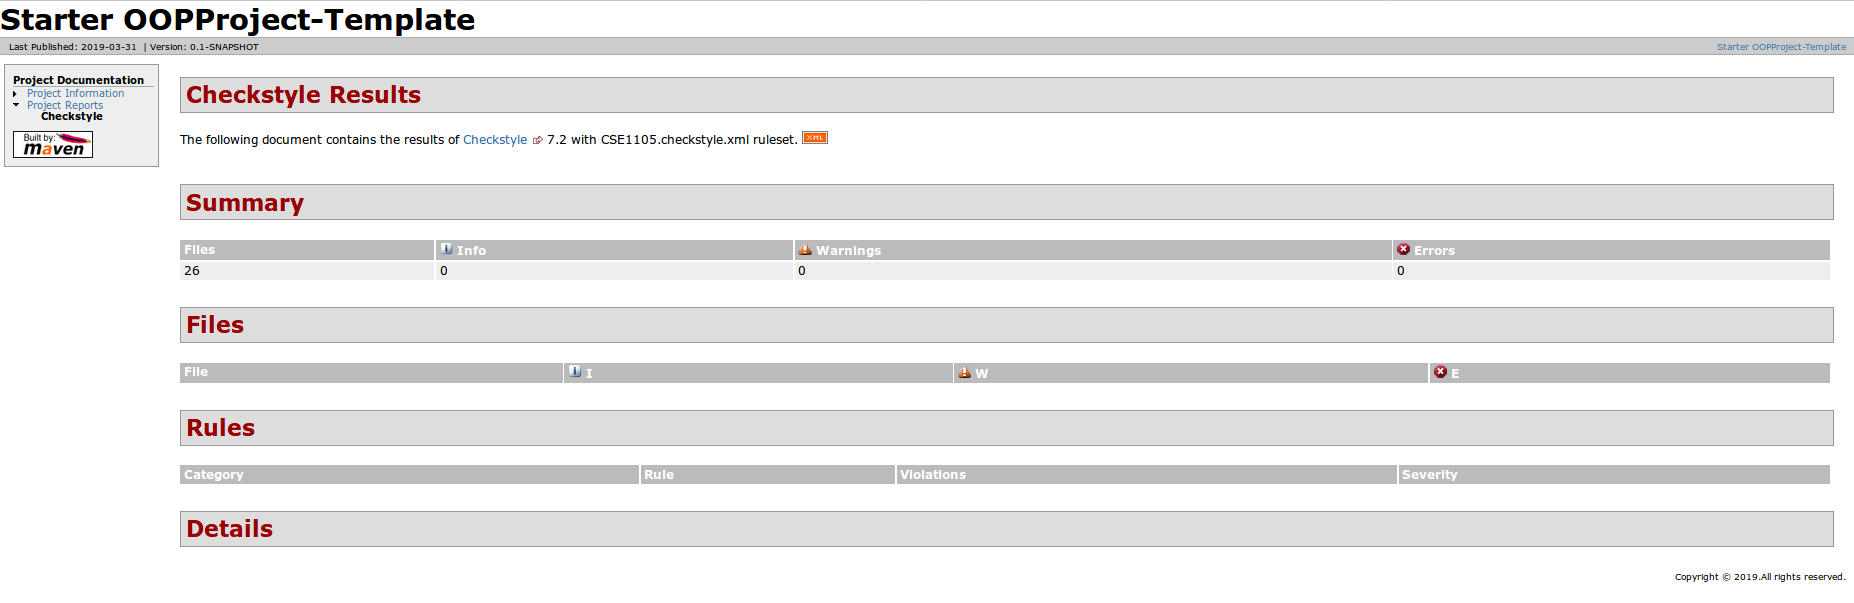 Starter OOPProject-Template
Last Published: 2019-03-31 | Version: 0.1-SNAPSHOT
Starter OOPProject-Template
Project Documentation
Project Information
Project Reports
Checkstyle
Built by:
maven
Checkstyle Results
The following document contains the results of Checkstyle 7.2 with CSE1105.checkstyle.xml ruleset. XML
Summary
Files Info Warnings Errors
26 0 0 0
Files
File I W E
Rules
Category Rule Violations Severity
Details
Copyright © 2019.All rights reserved.